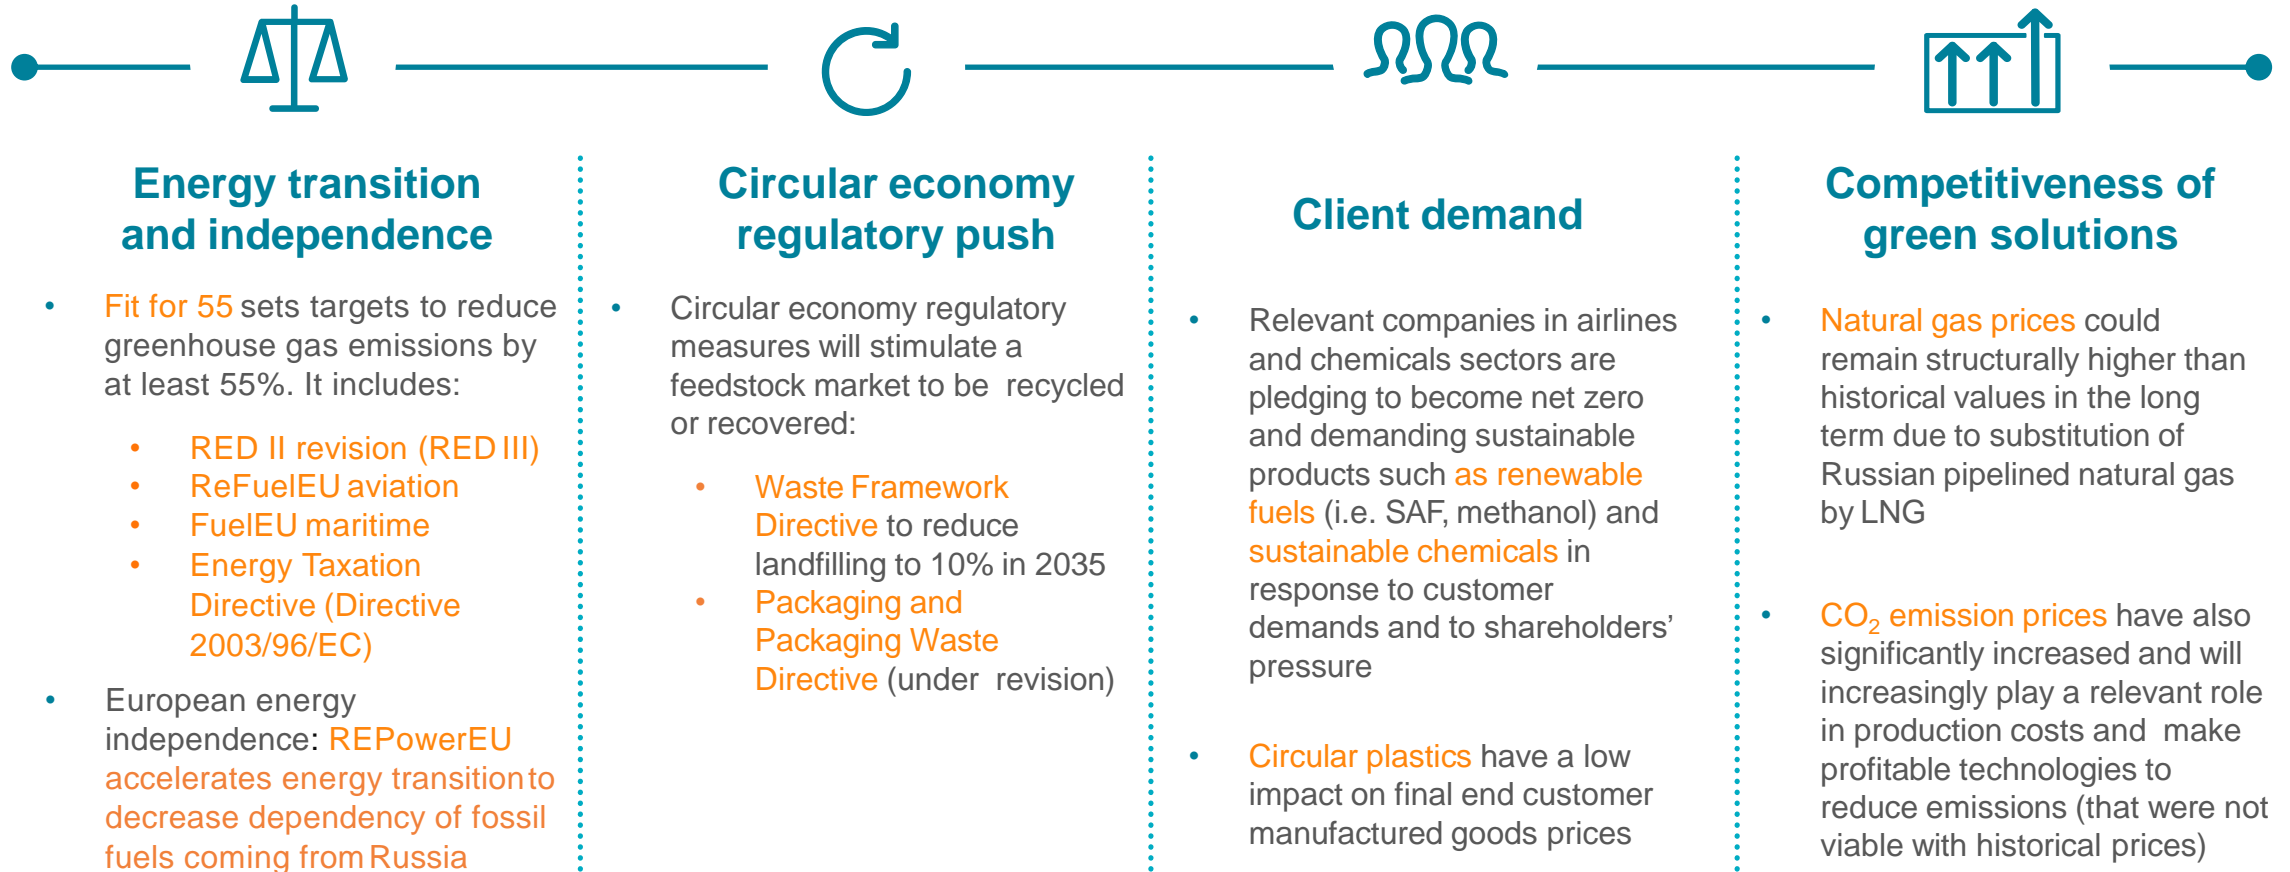 Energy transition
and independence
• Fit for 55 sets targets to reduce
greenhouse gas emissions by
at least 55%. It includes:
• RED II revision (RED III)
• ReFuelEU aviation
• FuelEU maritime
• Energy Taxation
Directive (Directive
2003/96/EC)
• European energy
independence: REPowerEU
accelerates energy transition to
decrease dependency of fossil
fuels coming from Russia
Circular economy
regulatory push
• Circular economy regulatory
measures will stimulate a
feedstock market to be recycled
or recovered:
• Waste Framework
Directive to reduce
landfilling to 10% in 2035
• Packaging and
Packaging Waste
Directive (under revision)
Client demand
• Relevant companies in airlines
and chemicals sectors are
pledging to become net zero
and demanding sustainable
products such as renewable
fuels (i.e. SAF, methanol) and
sustainable chemicals in
response to customer
demands and to shareholders’
pressure
• Circular plastics have a low
impact on final end customer
manufactured goods prices
Competitiveness of
green solutions
• Natural gas prices could
remain structurally higher than
historical values in the long
term due to substitution of
Russian pipelined natural gas
by LNG
• CO₂ emission prices have also
significantly increased and will
increasingly play a relevant role
in production costs and make
profitable technologies to
reduce emissions (that were not
viable with historical prices)